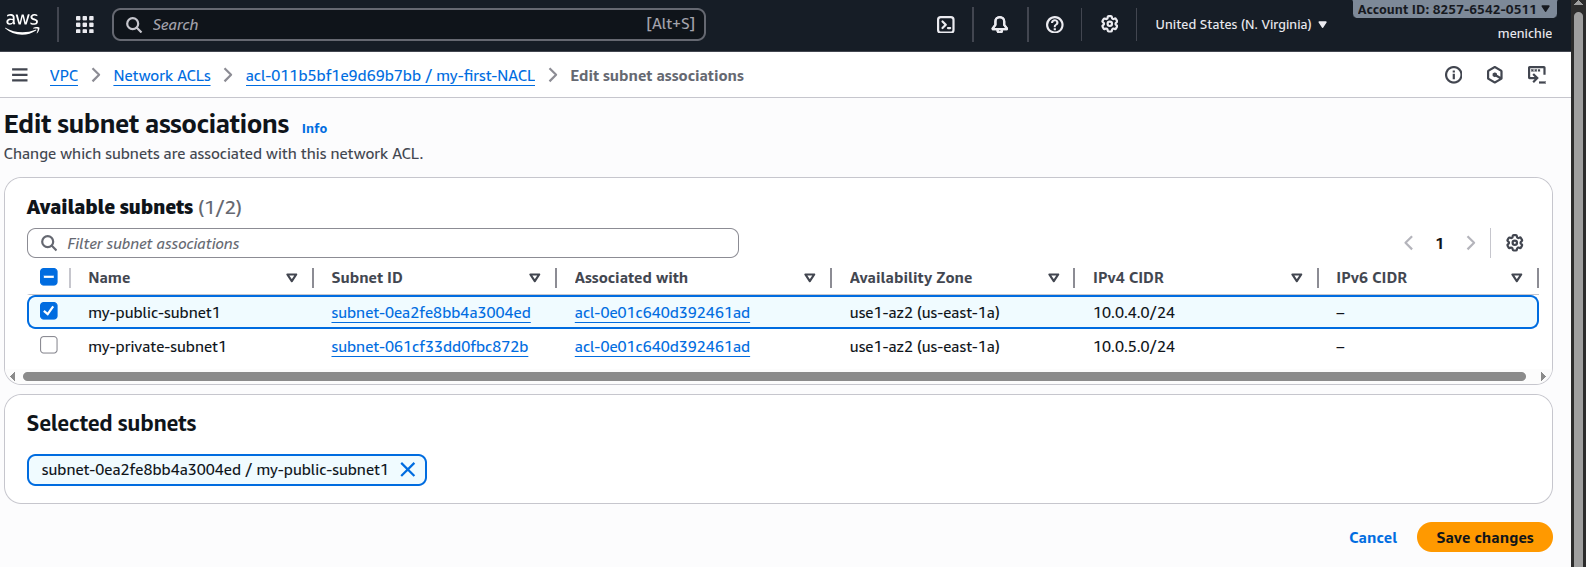 aws
Search [Alt+S] United States (N. Virginia) Account ID: 8257-6542-0511
menichie
VPC Network ACLs acl-011b5bf1e9d69b7bb / my-first-NACL Edit subnet associations
Edit subnet associations Info
Change which subnets are associated with this network ACL.
Available subnets (1/2)
Filter subnet associations 1
Name Subnet ID Associated with Availability Zone IPv4 CIDR IPv6 CIDR
my-public-subnet1 subnet-0ea2fe8bb4a3004ed acl-0e01c640d392461ad use1-az2 (us-east-1a) 10.0.4.0/24 –
my-private-subnet1 subnet-061cf33dd0fbc872b acl-0e01c640d392461ad use1-az2 (us-east-1a) 10.0.5.0/24 –
Selected subnets
subnet-0ea2fe8bb4a3004ed / my-public-subnet1
Cancel Save changes